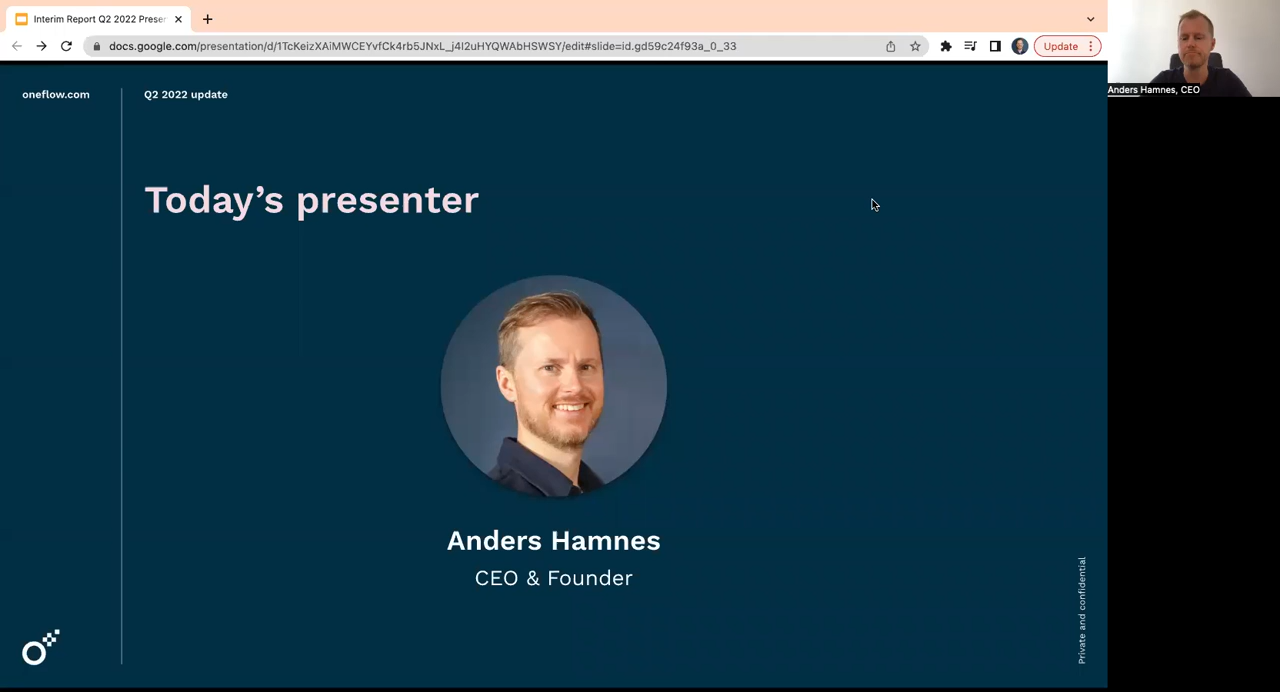 Interim Report Q2 2022 Preser
docs.google.com/presentation/d/1TcKeizXAiMWCEYvfCk4rb5JNxL_j4I2uHYQWAbHSWSY/edit#slide=id.gd59c24f93a_0_33
Update
Anders Hamnes, CEO
oneflow.com
Q2 2022 update
Today's presenter
Anders Hamnes
CEO & Founder
Private and confidential